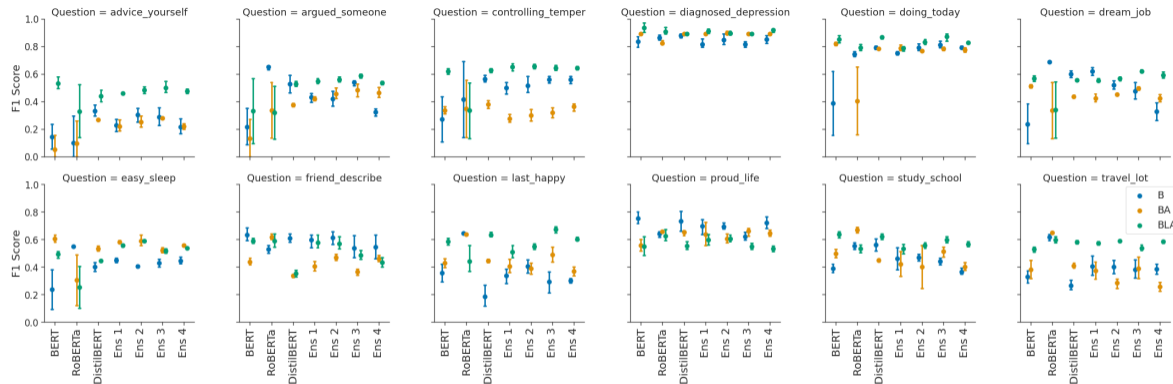 Question = advice_yourself
Question = argued_someone
Question = controlling_temper
Question = diagnosed_depression
Question = doing_today
Question = dream_job
F1 Score
1.0
0.8
0.6
0.4
0.2
0.0
Question = easy_sleep
Question = friend_describe
Question = last_happy
Question = proud_life
Question = study_school
Question = travel_lot
F1 Score
1.0
0.8
0.6
0.4
0.2
0.0
B
BA
BLA
BERT
RoBERTa
DistilBERT
Ens 1
Ens 2
Ens 3
Ens 4
BERT
RoBERTa
DistilBERT
Ens 1
Ens 2
Ens 3
Ens 4
BERT
RoBERTa
DistilBERT
Ens 1
Ens 2
Ens 3
Ens 4
BERT
RoBERTa
DistilBERT
Ens 1
Ens 2
Ens 3
Ens 4
BERT
RoBERTa
DistilBERT
Ens 1
Ens 2
Ens 3
Ens 4
BERT
RoBERTa
DistilBERT
Ens 1
Ens 2
Ens 3
Ens 4